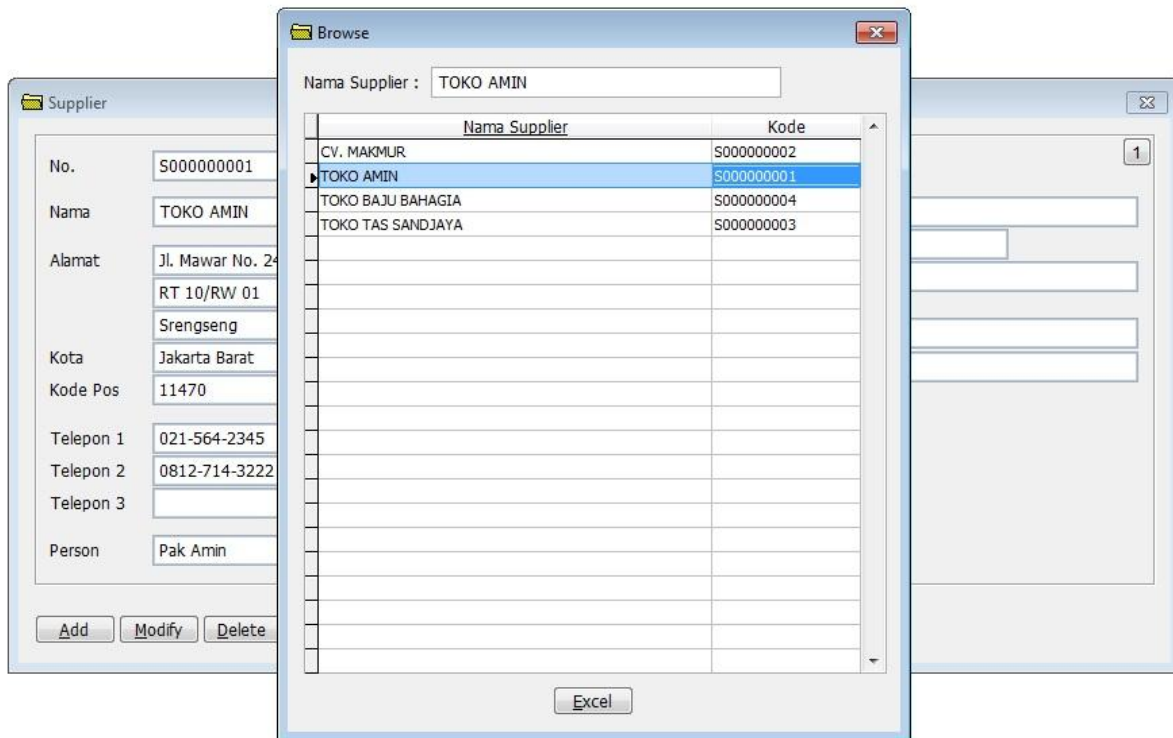 Browse
Nama Supplier : TOKO AMIN
Nama Supplier Kode
CV. MAKMUR S000000002
TOKO AMIN S000000001
TOKO BAJU BAHAGIA S000000004
TOKO TAS SANDJAYA S000000003
Excel
Supplier
1
No. S000000001
Nama TOKO AMIN
Alamat Jl. Mawar No. 24
RT 10/RW 01
Srengseng
Kota Jakarta Barat
Kode Pos 11470
Telepon 1 021-564-2345
Telepon 2 0812-714-3222
Telepon 3
Person Pak Amin
Add Modify Delete